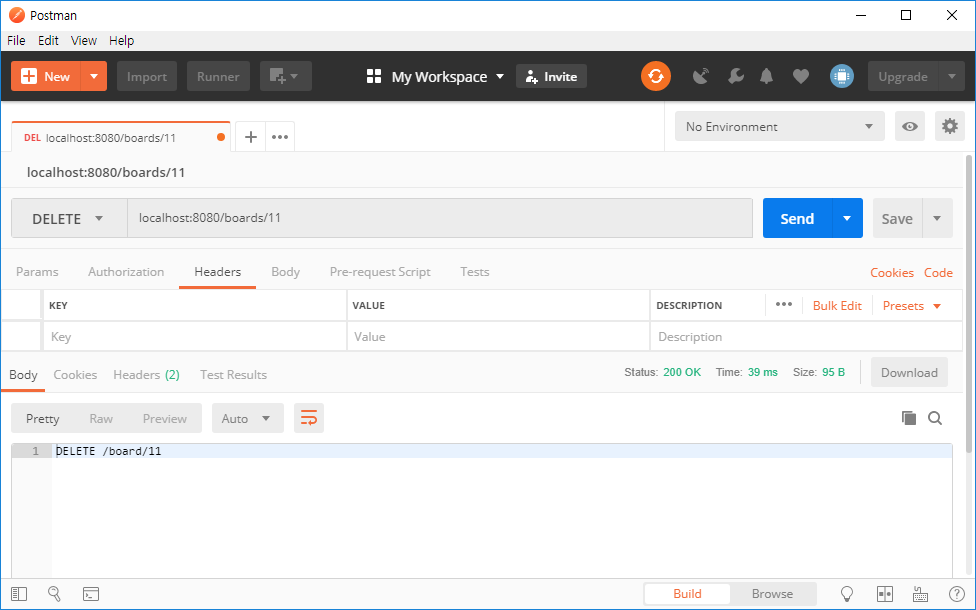 Postman
File Edit View Help
New Import Runner My Workspace Invite Upgrade
DEL localhost:8080/boards/11 No Environment
localhost:8080/boards/11
DELETE localhost:8080/boards/11 Send Save
Params Authorization Headers Body Pre-request Script Tests Cookies Code
KEY VALUE DESCRIPTION Bulk Edit Presets
Key Value Description
Body Cookies Headers (2) Test Results Status: 200 OK Time: 39 ms Size: 95 B Download
Pretty Raw Preview Auto
1 DELETE /board/11
Build Browse